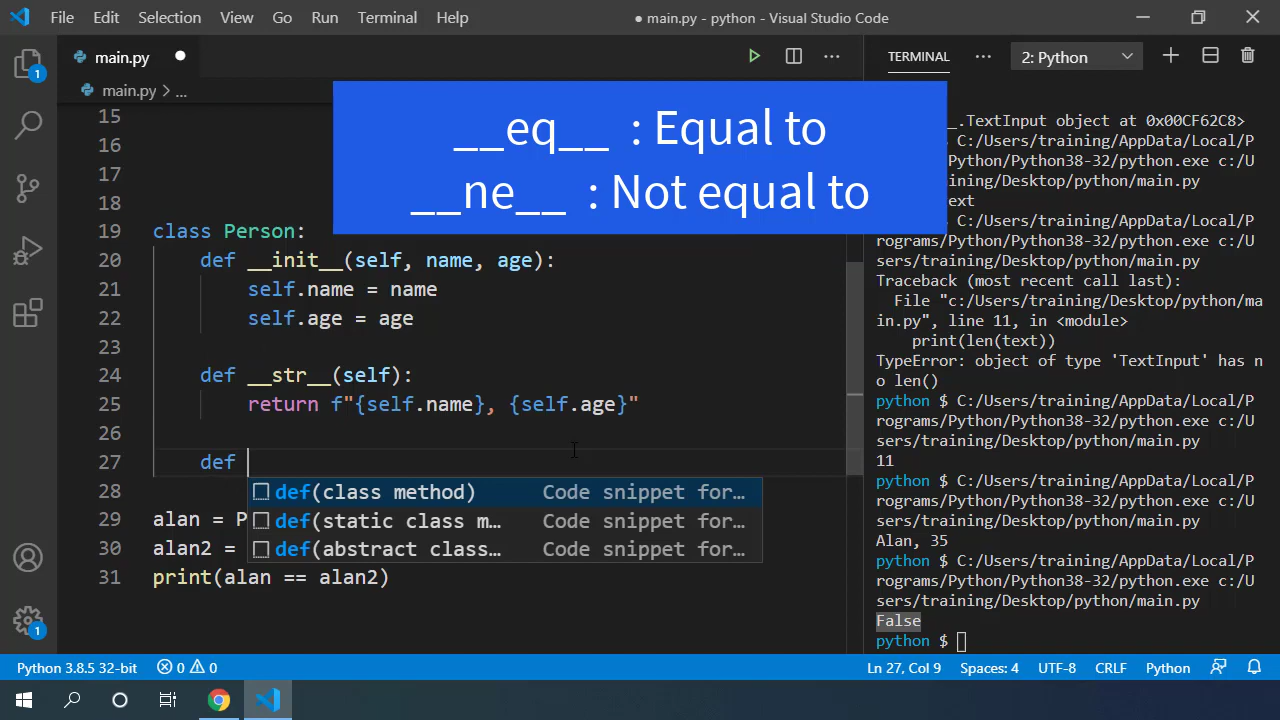 File Edit Selection View Go Run Terminal Help ● main.py - python - Visual Studio Code
main.py ●
main.py > ...
__eq__ : Equal to
__ne__ : Not equal to
15
16
17
18
19 class Person:
20 def __init__(self, name, age):
21 self.name = name
22 self.age = age
23
24 def __str__(self):
25 return f"{self.name}, {self.age}"
26
27 def
28 def(class method) Code snippet for…
def(static class m… Code snippet for…
def(abstract class… Code snippet for…
29 alan = P
30 alan2 =
31 print(alan == alan2)
TERMINAL ... 2: Python
__.TextInput object at 0x00CF62C8>
C:/Users/training/AppData/Local/P
Python/Python38-32/python.exe c:/U
ining/Desktop/python/main.py
ext
C:/Users/training/AppData/Local/P
rograms/Python/Python38-32/python.exe c:/U
sers/training/Desktop/python/main.py
Traceback (most recent call last):
File "c:/Users/training/Desktop/python/ma
in.py", line 11, in <module>
print(len(text))
TypeError: object of type 'TextInput' has n
o len()
python $ C:/Users/training/AppData/Local/P
rograms/Python/Python38-32/python.exe c:/U
sers/training/Desktop/python/main.py
11
python $ C:/Users/training/AppData/Local/P
rograms/Python/Python38-32/python.exe c:/U
sers/training/Desktop/python/main.py
Alan, 35
python $ C:/Users/training/AppData/Local/P
rograms/Python/Python38-32/python.exe c:/U
sers/training/Desktop/python/main.py
False
python $
1
1
Python 3.8.5 32-bit 0 0 Ln 27, Col 9 Spaces: 4 UTF-8 CRLF Python